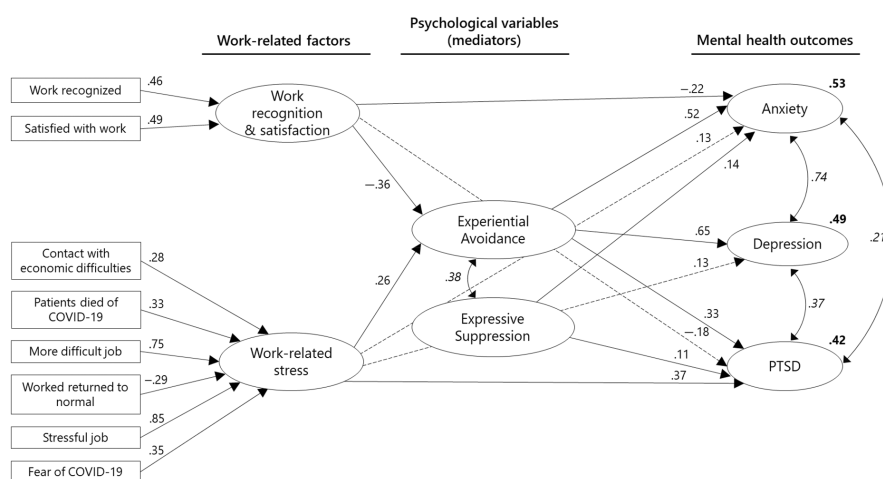 Psychological variables
(mediators)
Work-related factors
Mental health outcomes
Work recognized
.46
Satisfied with work
.49
Work
recognition
& satisfaction
−.22
.52
.13
.14
.53
Anxiety
−.36
.74
.21
Experiential
Avoidance
.65
.49
Depression
.13
Contact with
economic difficulties
.28
.26
.38
.37
Patients died of
COVID-19
.33
Expressive
Suppression
.33
−.18
.11
.37
.42
PTSD
More difficult job
.75
Work-related
stress
Worked returned to
normal
−.29
Stressful job
.85
Fear of COVID-19
.35